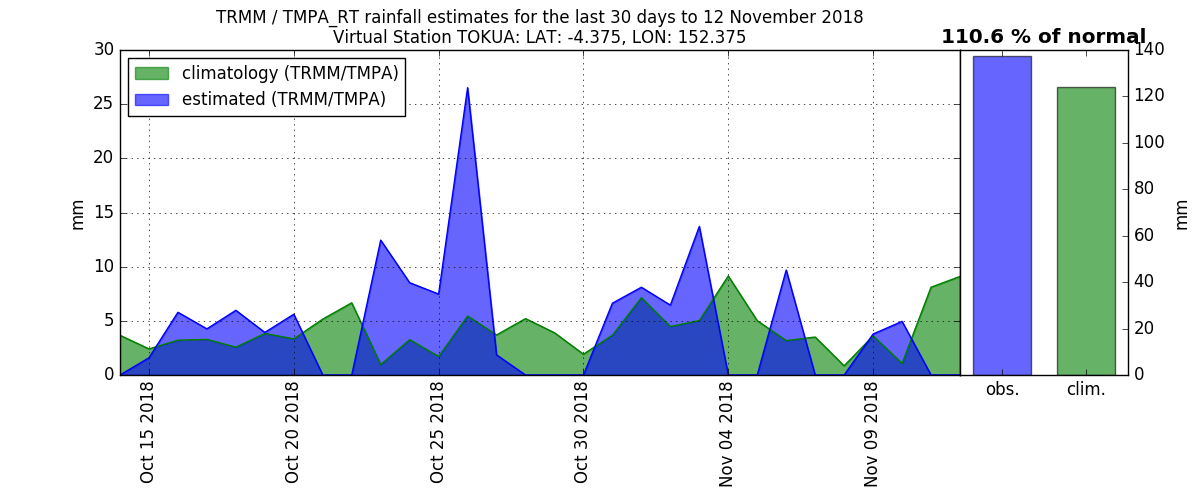 TRMM / TMPA_RT rainfall estimates for the last 30 days to 12 November 2018
Virtual Station TOKUA: LAT: -4.375, LON: 152.375
110.6 % of normal
climatology (TRMM/TMPA)
estimated (TRMM/TMPA)
mm
30
25
20
15
10
5
0
Oct 15 2018
Oct 20 2018
Oct 25 2018
Oct 30 2018
Nov 04 2018
Nov 09 2018
140
120
100
80
60
40
20
0
mm
obs.
clim.